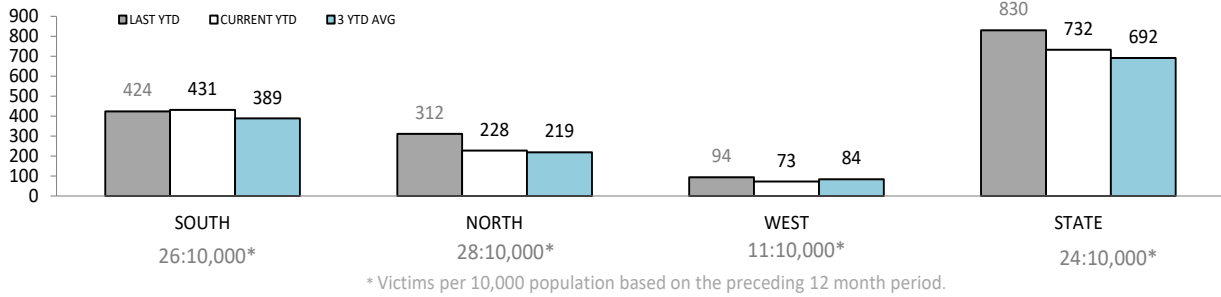 900
800
700
600
500
400
300
200
100
0
LAST YTD CURRENT YTD 3 YTD AVG
424 431 389
312 228 219
94 73 84
830 732 692
SOUTH NORTH WEST STATE
26:10,000* 28:10,000* 11:10,000* 24:10,000*
* Victims per 10,000 population based on the preceding 12 month period.